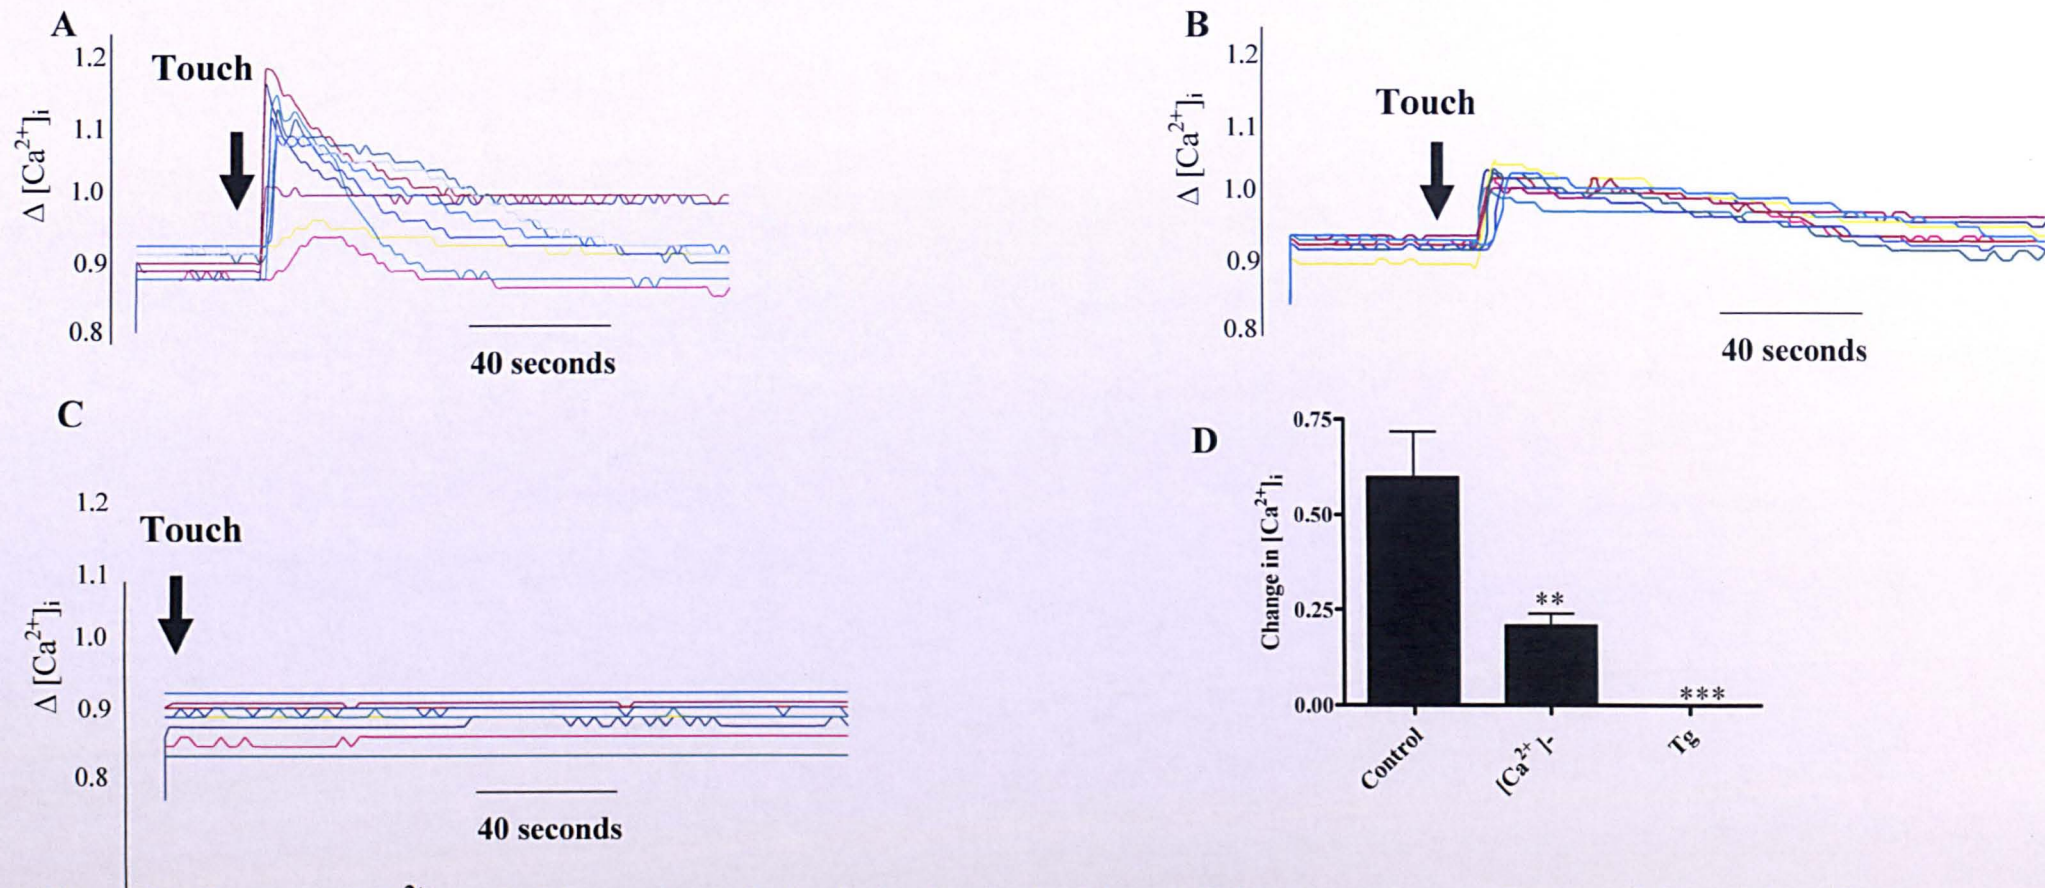 A
1.2
Touch
1.1
Δ [Ca²⁺]ᵢ
1.0
0.9
0.8
40 seconds
B
1.2
Touch
1.1
Δ [Ca²⁺]ᵢ
1.0
0.9
0.8
40 seconds
C
1.2
Touch
1.1
Δ [Ca²⁺]ᵢ
1.0
0.9
0.8
40 seconds
D
0.75
0.50
0.25
0.00
Change in [Ca²⁺]ᵢ
**
***
Control
[Ca²⁺]-
Tg